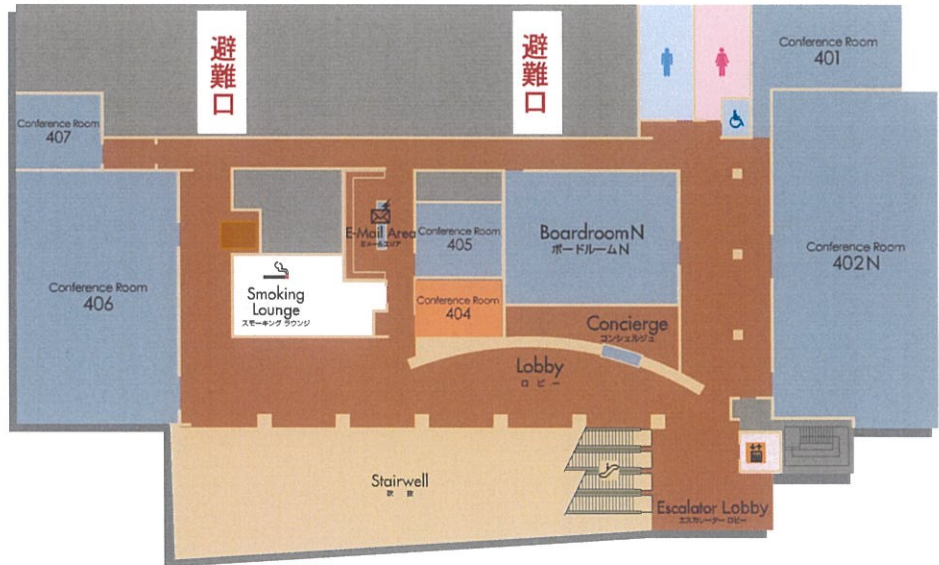 避難口
避難口
Conference Room
401
Conference Room
407
E-Mail Area
Eメールエリア
Conference Room
405
Boardroom N
ボードルーム N
Conference Room
402N
Conference Room
406
Smoking
Lounge
スモーキング ラウンジ
Conference Room
404
Concierge
コンシェルジュ
Lobby
ロビー
Stairwell
吹 抜
Escalator Lobby
エスカレーター ロビー